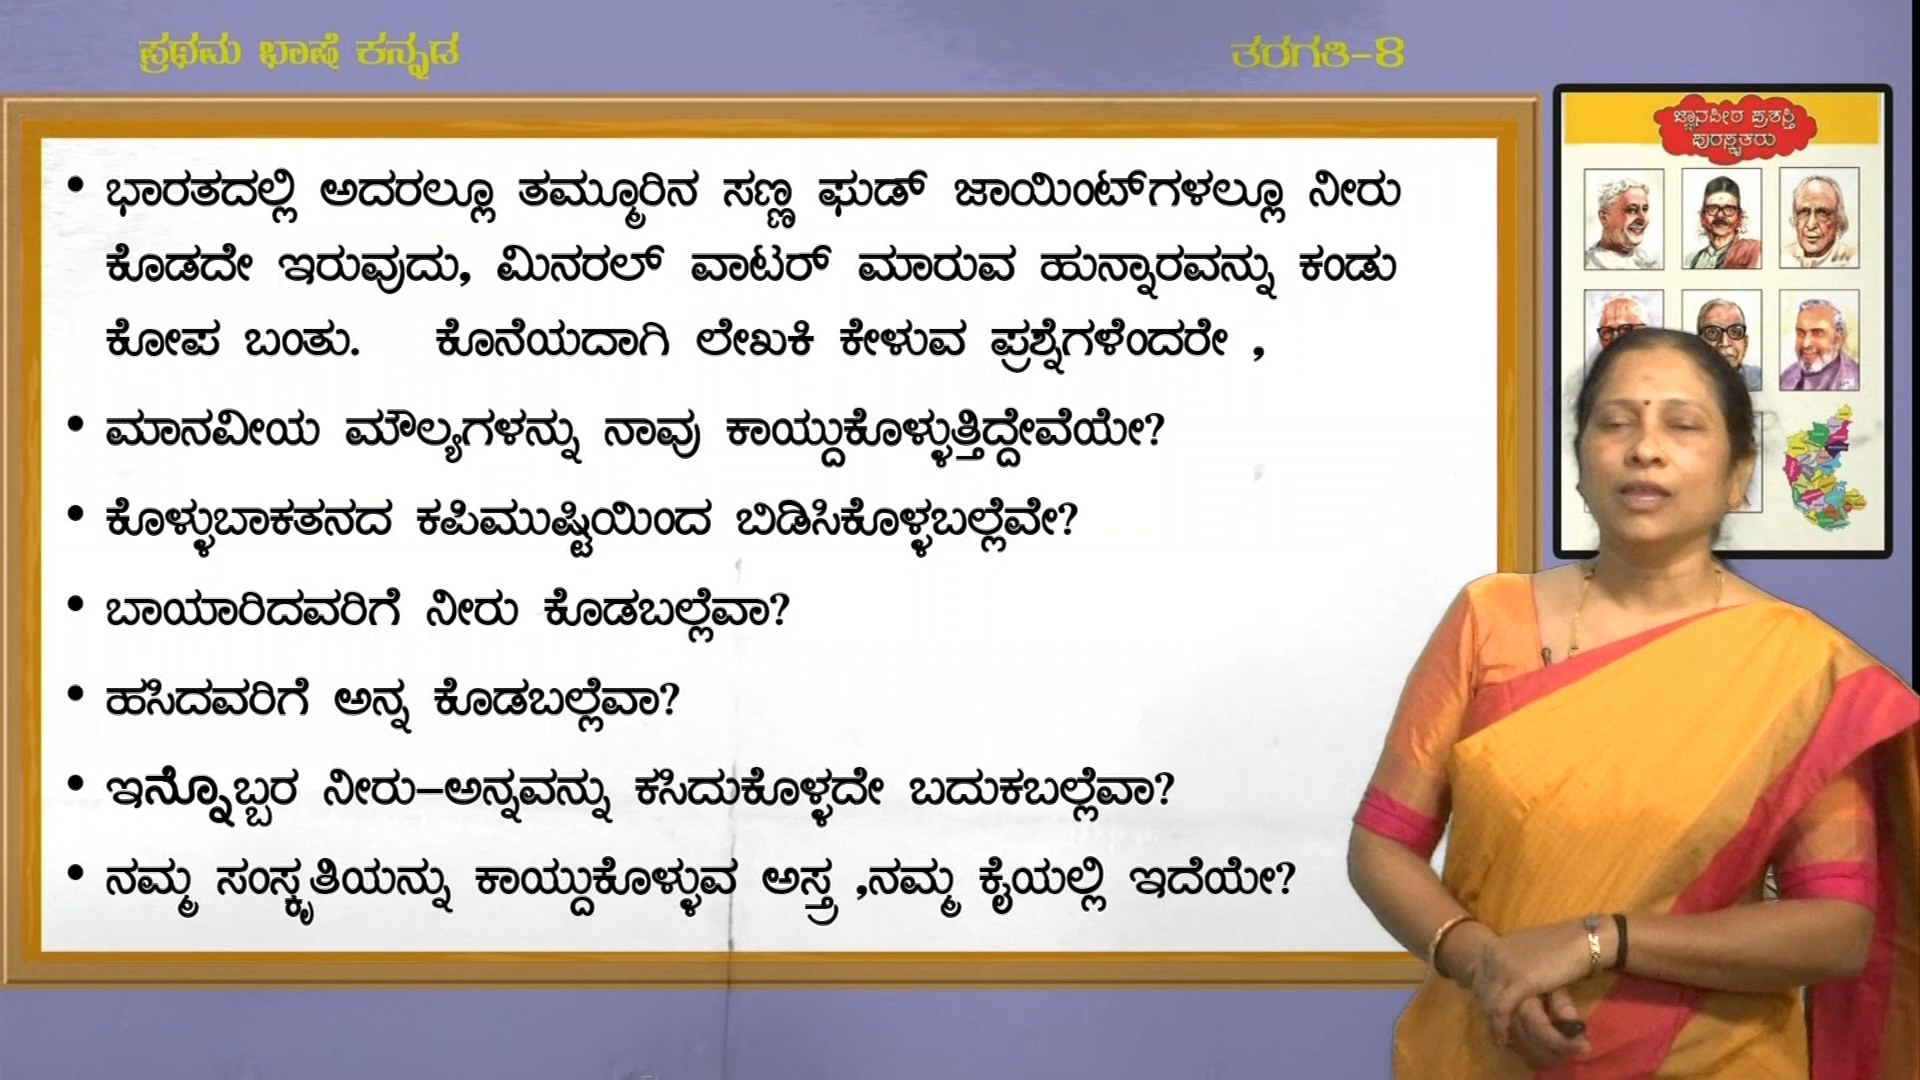 ಪ್ರಥಮ ಭಾಷೆ ಕನ್ನಡ
ತರಗತಿ-8
• ಭಾರತದಲ್ಲಿ ಅದರಲ್ಲೂ ತಮ್ಮೂರಿನ ಸಣ್ಣ ಫುಡ್ ಜಾಯಿಂಟ್‌ಗಳಲ್ಲೂ ನೀರು
ಕೊಡದೇ ಇರುವುದು, ಮಿನರಲ್ ವಾಟರ್ ಮಾರುವ ಹುನ್ನಾರವನ್ನು ಕಂಡು
ಕೋಪ ಬಂತು. ಕೊನೆಯದಾಗಿ ಲೇಖಕಿ ಕೇಳುವ ಪ್ರಶ್ನೆಗಳೆಂದರೇ ,
• ಮಾನವೀಯ ಮೌಲ್ಯಗಳನ್ನು ನಾವು ಕಾಯ್ದುಕೊಳ್ಳುತ್ತಿದ್ದೇವೆಯೇ?
• ಕೊಳ್ಳುಬಾಕತನದ ಕಪಿಮುಷ್ಟಿಯಿಂದ ಬಿಡಿಸಿಕೊಳ್ಳಬಲ್ಲೆವೇ?
• ಬಾಯಾರಿದವರಿಗೆ ನೀರು ಕೊಡಬಲ್ಲೆವಾ?
• ಹಸಿದವರಿಗೆ ಅನ್ನ ಕೊಡಬಲ್ಲೆವಾ?
• ಇನ್ನೊಬ್ಬರ ನೀರು–ಅನ್ನವನ್ನು ಕಸಿದುಕೊಳ್ಳದೇ ಬದುಕಬಲ್ಲೆವಾ?
• ನಮ್ಮ ಸಂಸ್ಕೃತಿಯನ್ನು ಕಾಯ್ದುಕೊಳ್ಳುವ ಅಸ್ತ್ರ ,ನಮ್ಮ ಕೈಯಲ್ಲಿ ಇದೆಯೇ?
ಜ್ಞಾನಪೀಠ ಪ್ರಶಸ್ತಿ
ಪುರಸ್ಕೃತರು